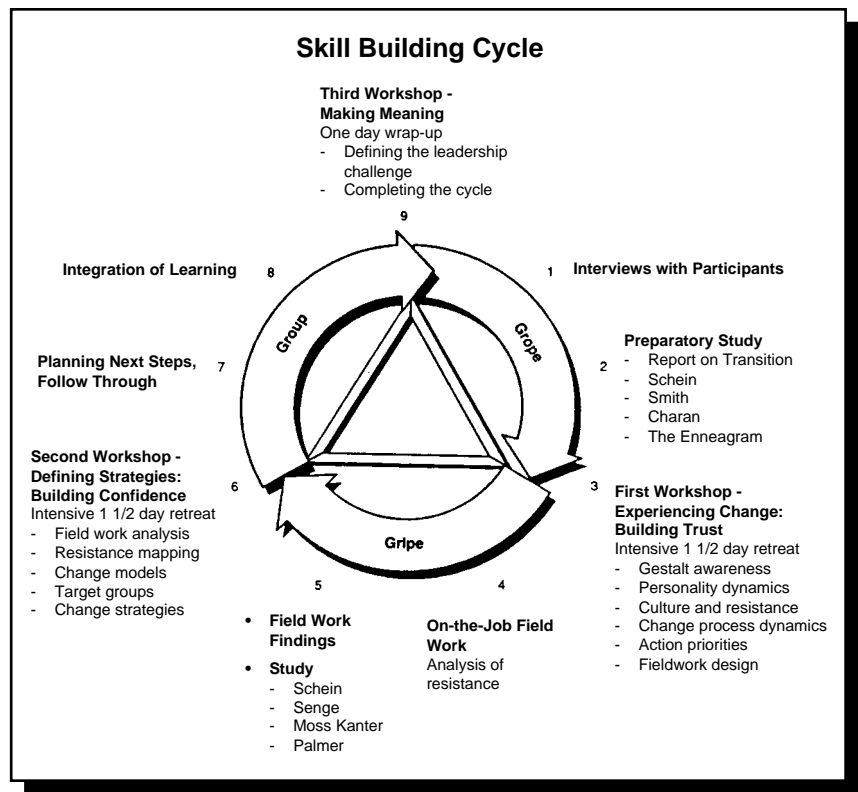 Skill Building Cycle
Third Workshop -
Making Meaning
One day wrap-up
- Defining the leadership
challenge
- Completing the cycle
9
Integration of Learning
8
1
Interviews with Participants
Group
Grope
Planning Next Steps,
Follow Through
7
2
Preparatory Study
- Report on Transition
- Schein
- Smith
- Charan
- The Enneagram
Second Workshop -
Defining Strategies:
Building Confidence
Intensive 1 1/2 day retreat
- Field work analysis
- Resistance mapping
- Change models
- Target groups
- Change strategies
6
3
First Workshop -
Experiencing Change:
Building Trust
Intensive 1 1/2 day retreat
- Gestalt awareness
- Personality dynamics
- Culture and resistance
- Change process dynamics
- Action priorities
- Fieldwork design
Gripe
5
4
• Field Work
Findings
• Study
- Schein
- Senge
- Moss Kanter
- Palmer
On-the-Job Field
Work
Analysis of
resistance